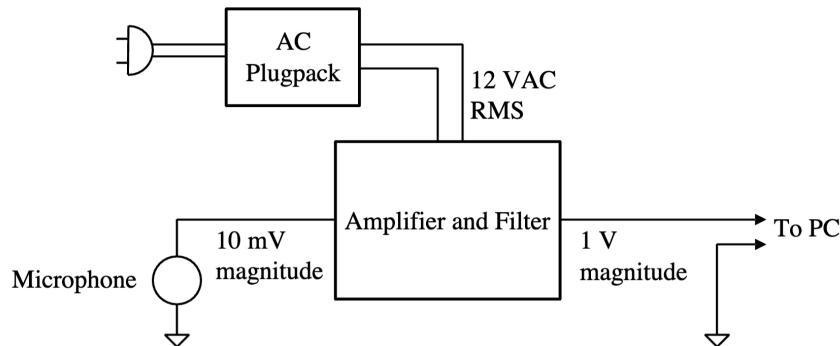 AC
Plugpack
12 VAC
RMS
Amplifier and Filter
10 mV
magnitude
1 V
magnitude
To PC
Microphone